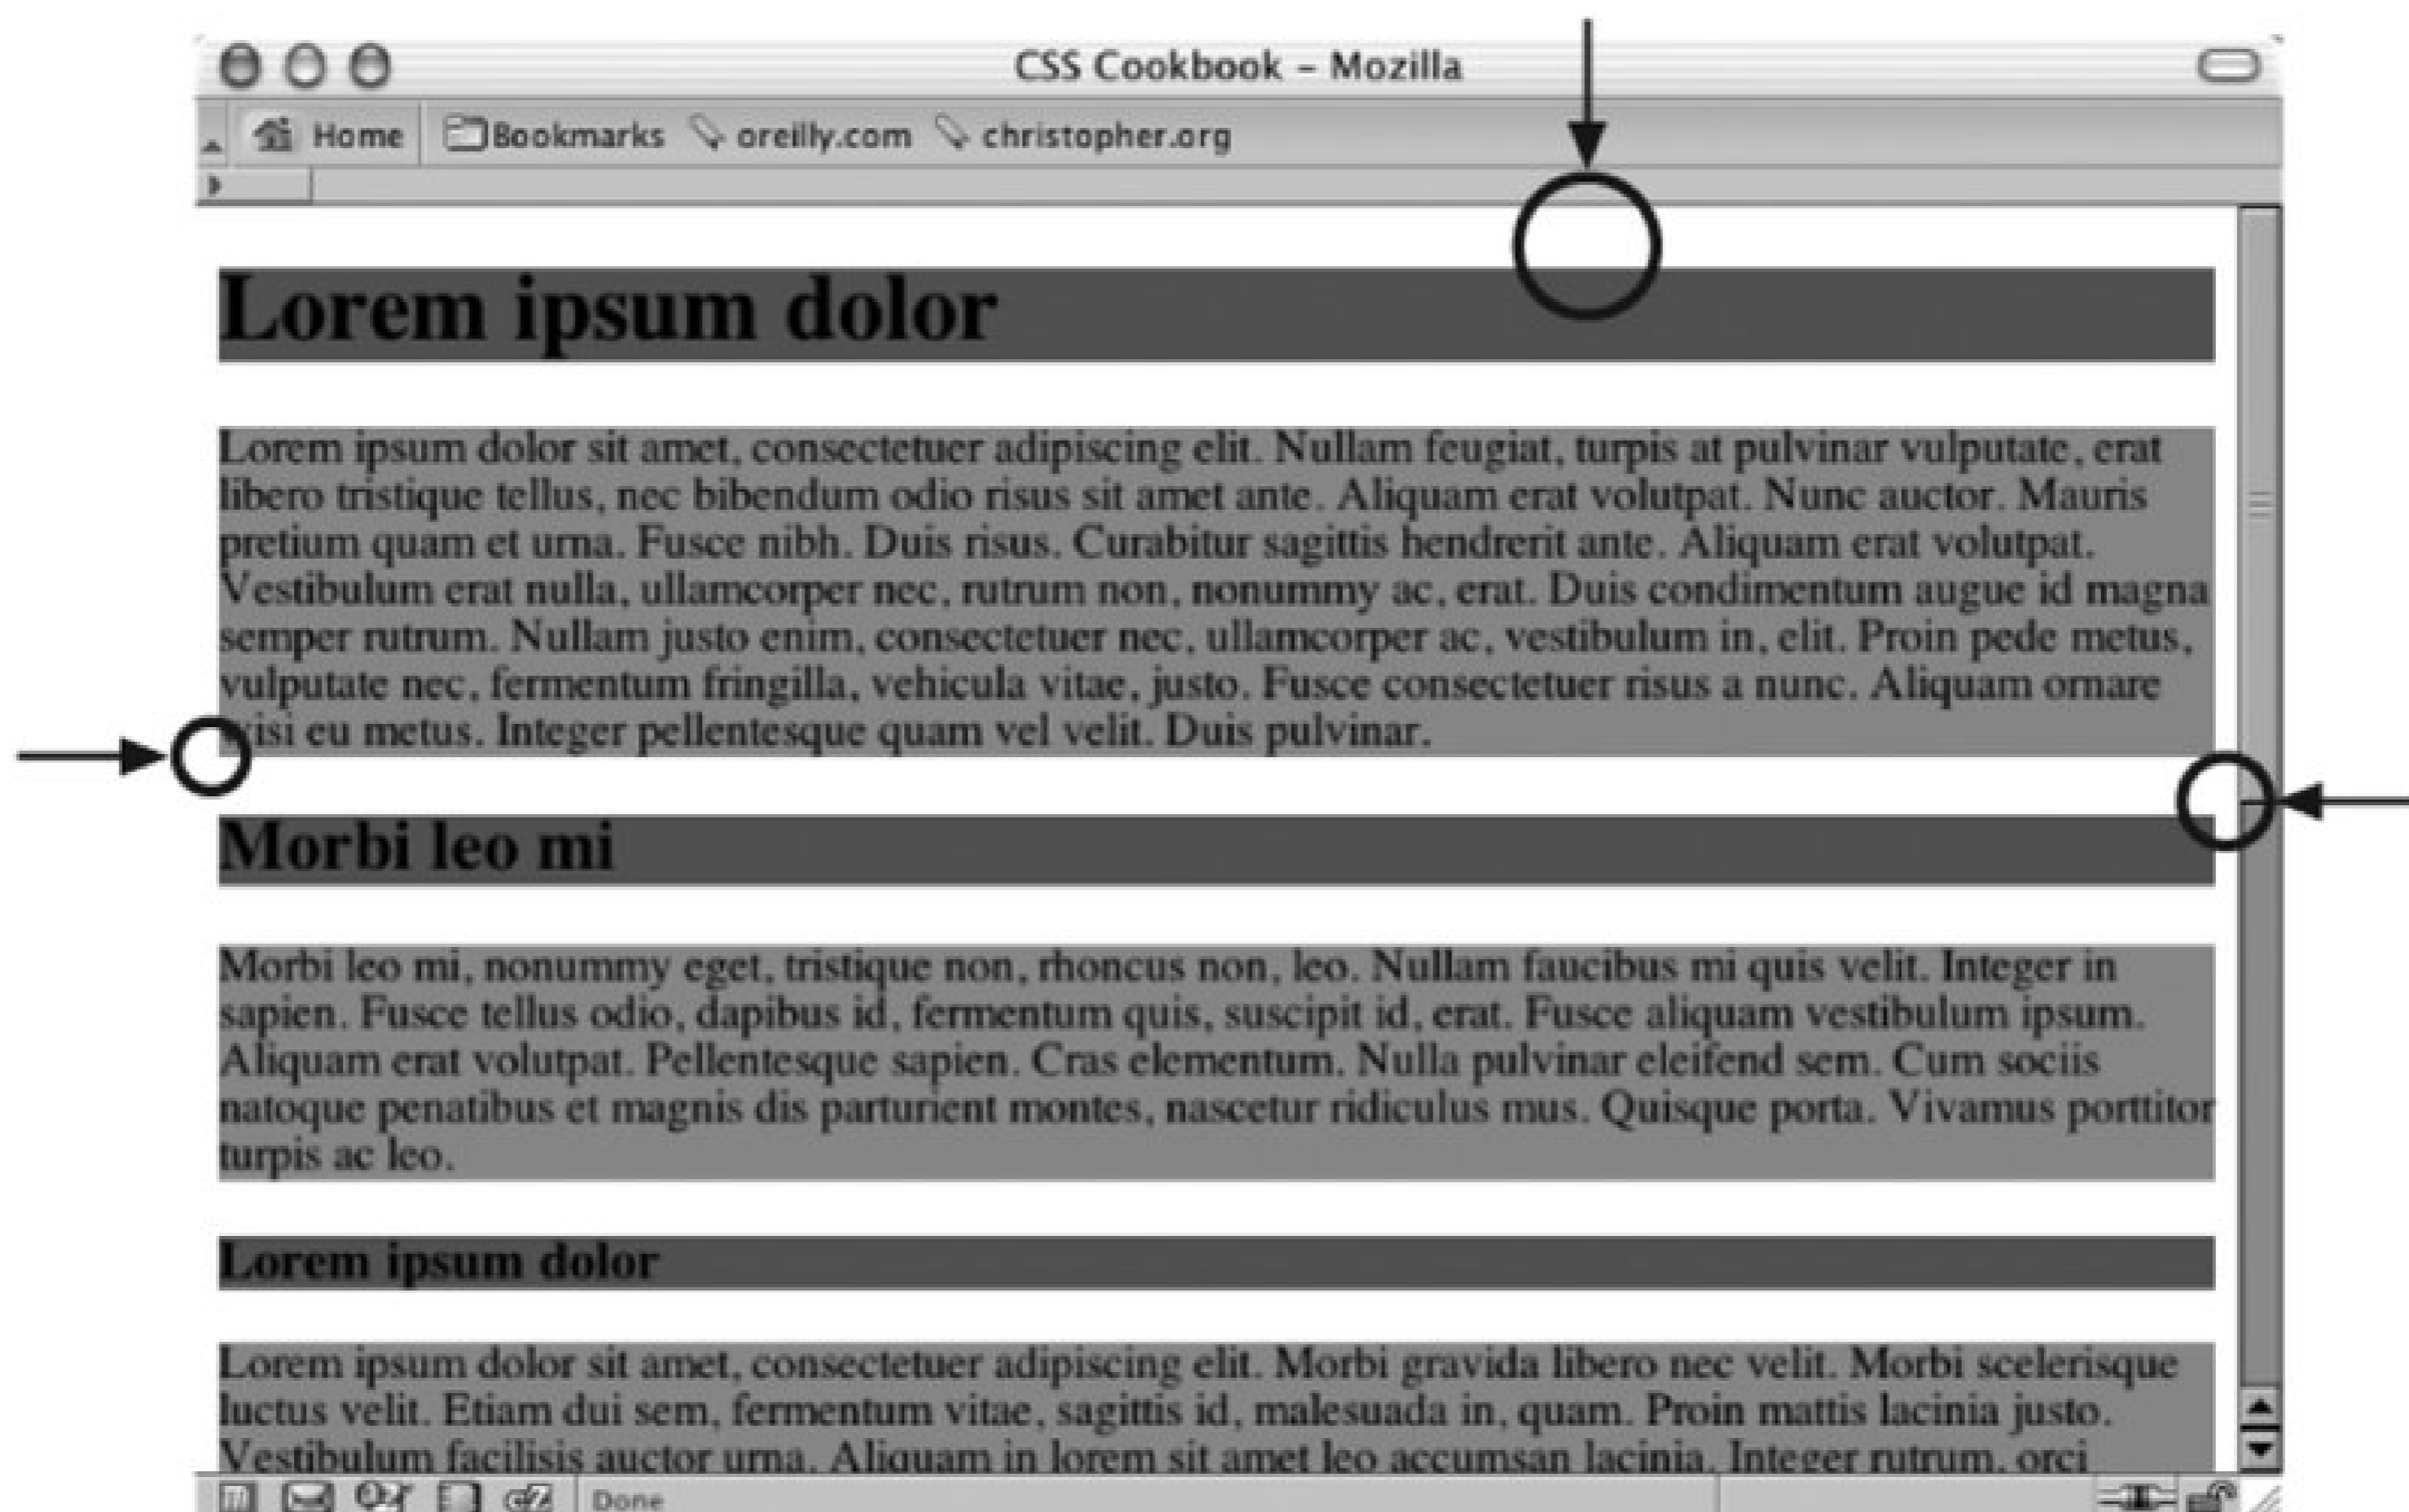 CSS Cookbook – Mozilla
Home Bookmarks oreilly.com christopher.org
Lorem ipsum dolor
Lorem ipsum dolor sit amet, consectetuer adipiscing elit. Nullam feugiat, turpis at pulvinar vulputate, erat
libero tristique tellus, nec bibendum odio risus sit amet ante. Aliquam erat volutpat. Nunc auctor. Mauris
pretium quam et urna. Fusce nibh. Duis risus. Curabitur sagittis hendrerit ante. Aliquam erat volutpat.
Vestibulum erat nulla, ullamcorper nec, rutrum non, nonummy ac, erat. Duis condimentum augue id magna
semper rutrum. Nullam justo enim, consectetuer nec, ullamcorper ac, vestibulum in, elit. Proin pede metus,
vulputate nec, fermentum fringilla, vehicula vitae, justo. Fusce consectetuer risus a nunc. Aliquam ornare
wisi eu metus. Integer pellentesque quam vel velit. Duis pulvinar.
Morbi leo mi
Morbi leo mi, nonummy eget, tristique non, rhoncus non, leo. Nullam faucibus mi quis velit. Integer in
sapien. Fusce tellus odio, dapibus id, fermentum quis, suscipit id, erat. Fusce aliquam vestibulum ipsum.
Aliquam erat volutpat. Pellentesque sapien. Cras elementum. Nulla pulvinar eleifend sem. Cum sociis
natoque penatibus et magnis dis parturient montes, nascetur ridiculus mus. Quisque porta. Vivamus porttitor
turpis ac leo.
Lorem ipsum dolor
Lorem ipsum dolor sit amet, consectetuer adipiscing elit. Morbi gravida libero nec velit. Morbi scelerisque
luctus velit. Etiam dui sem, fermentum vitae, sagittis id, malesuada in, quam. Proin mattis lacinia justo.
Vestibulum facilisis auctor urna. Aliquam in lorem sit amet leo accumsan lacinia. Integer rutrum, orci
Done